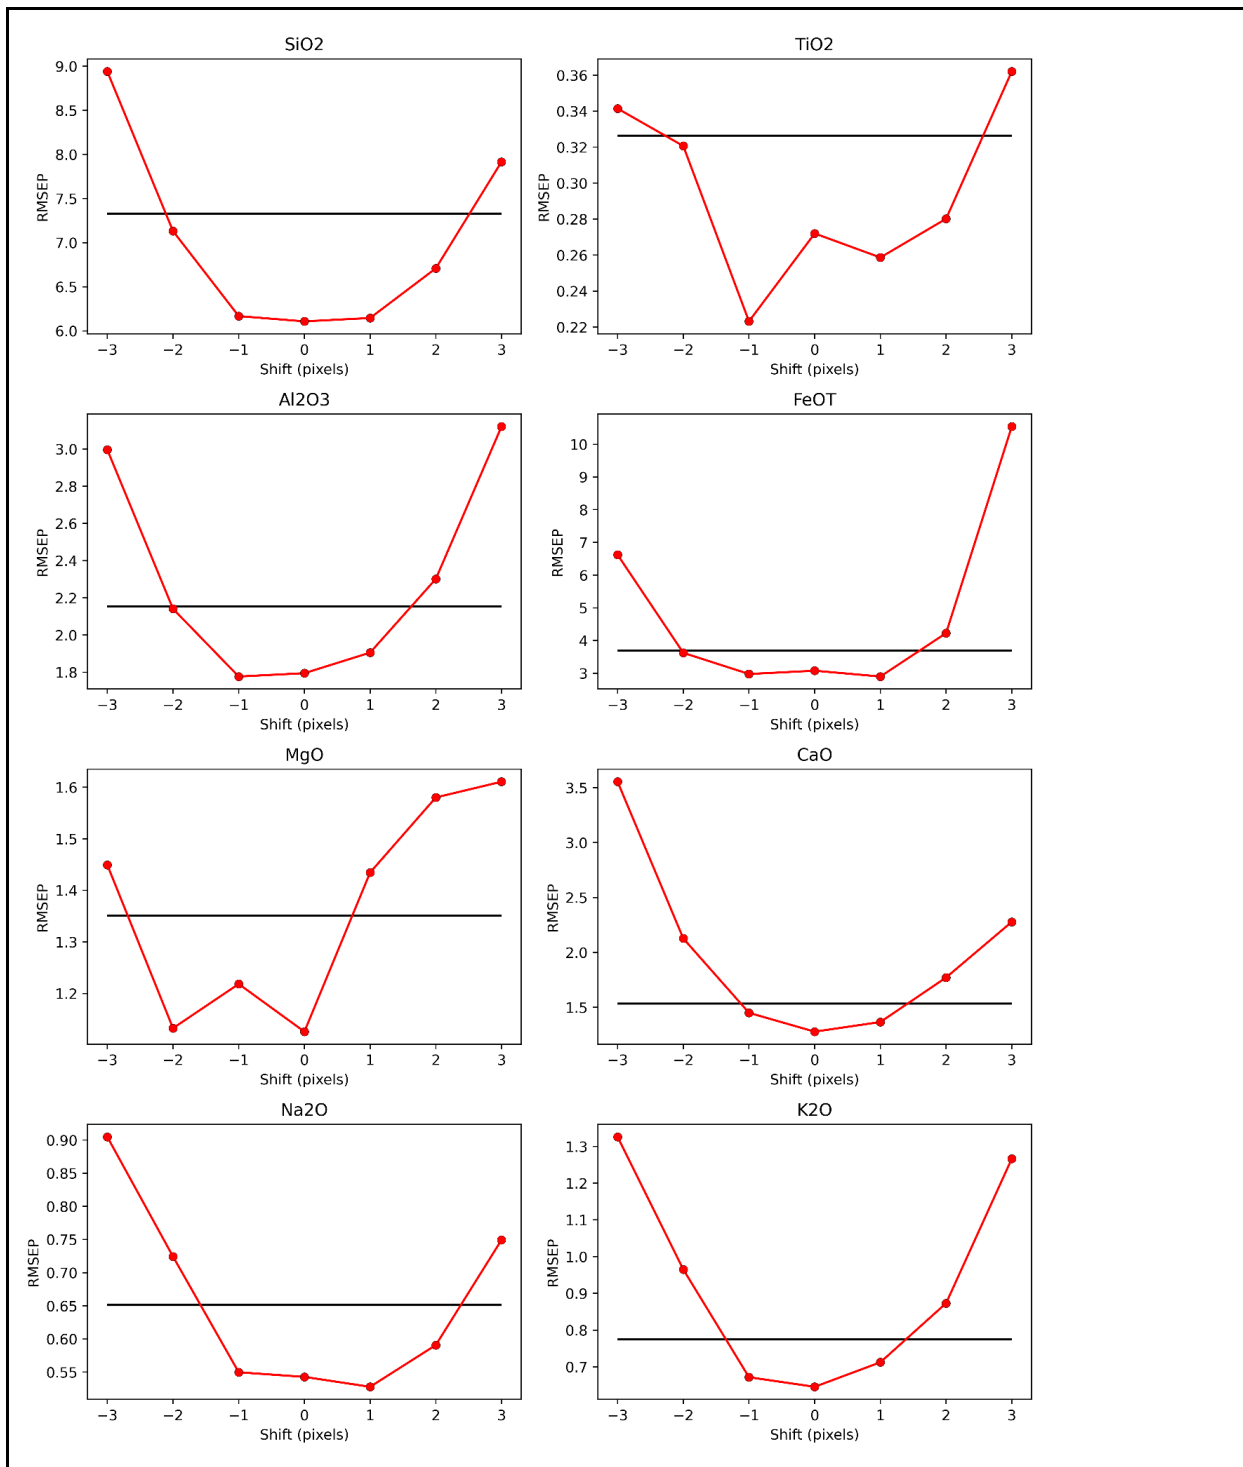 SiO2
9.0
8.5
8.0
7.5
7.0
6.5
6.0
RMSEP
−3 −2 −1 0 1 2 3
Shift (pixels)
TiO2
0.36
0.34
0.32
0.30
0.28
0.26
0.24
0.22
RMSEP
−3 −2 −1 0 1 2 3
Shift (pixels)
Al2O3
3.0
2.8
2.6
2.4
2.2
2.0
1.8
RMSEP
−3 −2 −1 0 1 2 3
Shift (pixels)
FeOT
10
9
8
7
6
5
4
3
RMSEP
−3 −2 −1 0 1 2 3
Shift (pixels)
MgO
1.6
1.5
1.4
1.3
1.2
RMSEP
−3 −2 −1 0 1 2 3
Shift (pixels)
CaO
3.5
3.0
2.5
2.0
1.5
RMSEP
−3 −2 −1 0 1 2 3
Shift (pixels)
Na2O
0.90
0.85
0.80
0.75
0.70
0.65
0.60
0.55
RMSEP
−3 −2 −1 0 1 2 3
Shift (pixels)
K2O
1.3
1.2
1.1
1.0
0.9
0.8
0.7
RMSEP
−3 −2 −1 0 1 2 3
Shift (pixels)